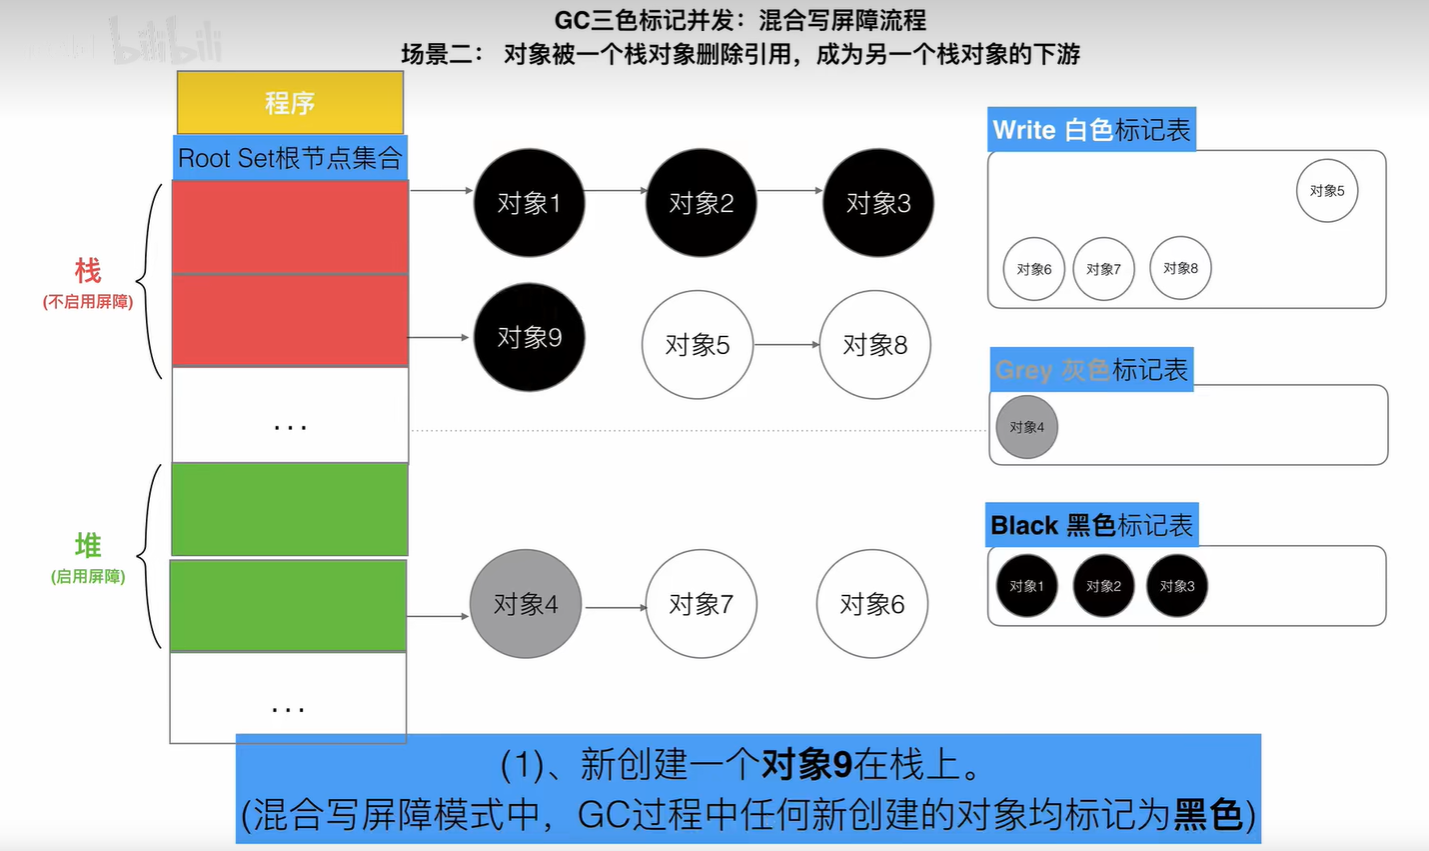 bilibili
GC三色标记并发：混合写屏障流程
场景二： 对象被一个栈对象删除引用，成为另一个栈对象的下游
程序
Root Set根节点集合
栈
(不启用屏障)
...
堆
(启用屏障)
...
对象1
对象2
对象3
对象9
对象5
对象8
对象4
对象7
对象6
Write 白色标记表
对象5
对象6
对象7
对象8
Grey 灰色标记表
对象4
Black 黑色标记表
对象1
对象2
对象3
(1)、新创建一个对象9在栈上。
(混合写屏障模式中，GC过程中任何新创建的对象均标记为黑色)